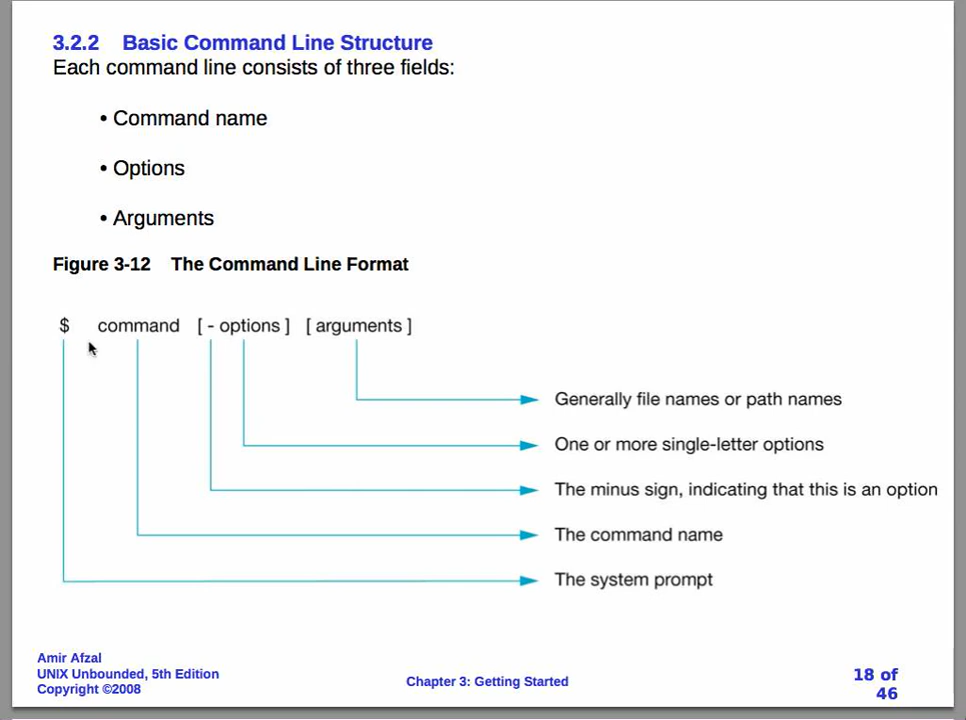 3.2.2 Basic Command Line Structure
Each command line consists of three fields:
• Command name
• Options
• Arguments
Figure 3-12 The Command Line Format
$ command [ - options ] [ arguments ]
Generally file names or path names
One or more single-letter options
The minus sign, indicating that this is an option
The command name
The system prompt
Amir Afzal
UNIX Unbounded, 5th Edition
Copyright ©2008
Chapter 3: Getting Started
18 of
46